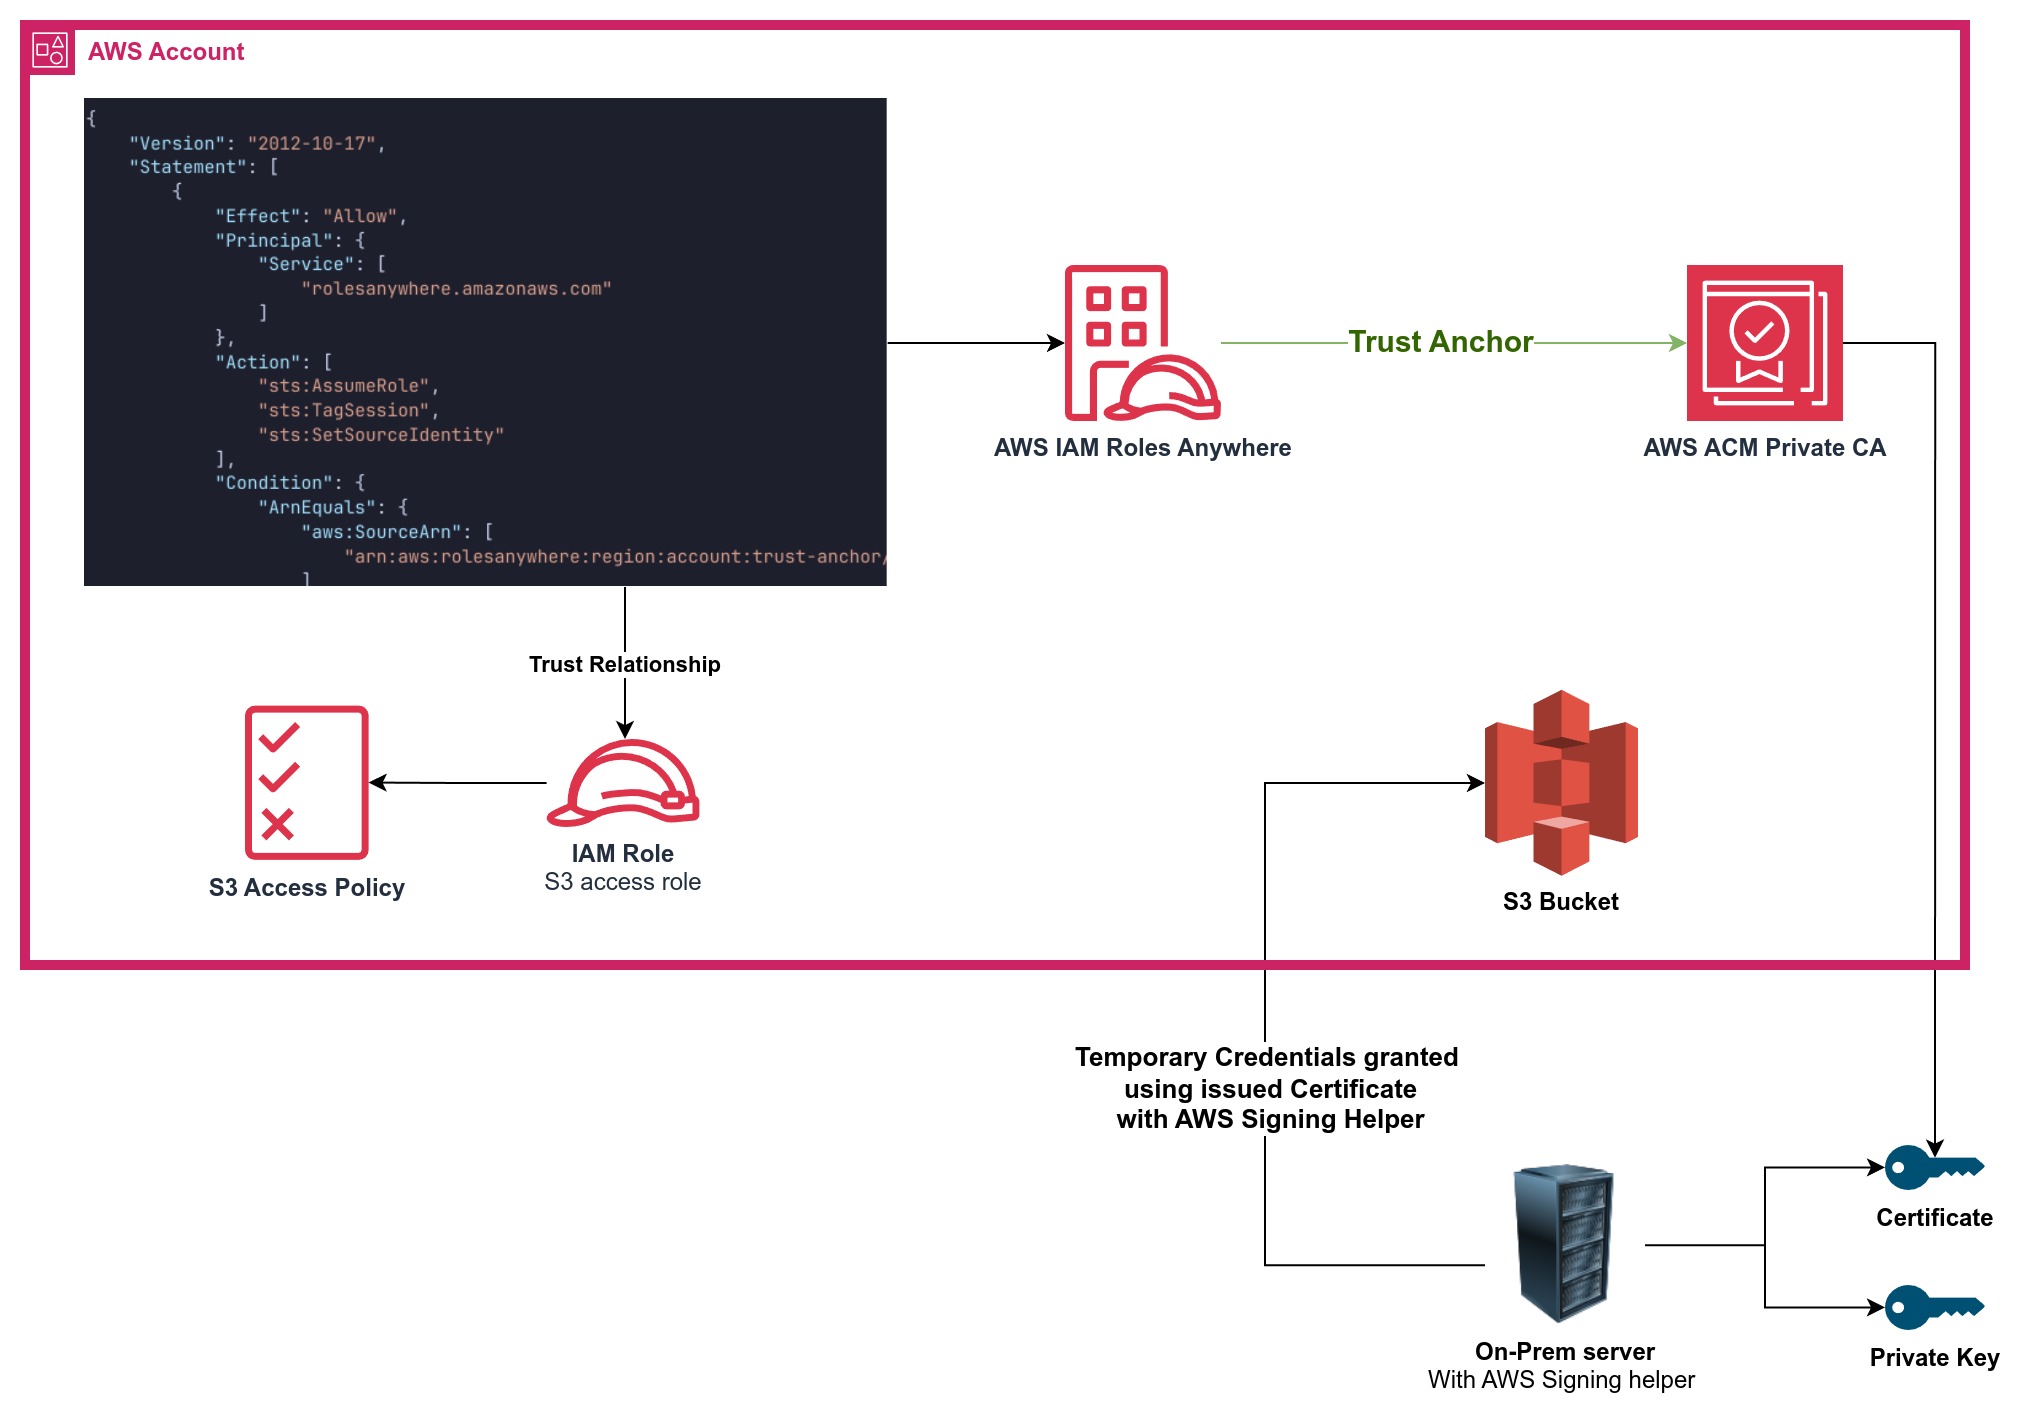 AWS Account
{
    "Version": "2012-10-17",
    "Statement": [
        {
            "Effect": "Allow",
            "Principal": {
                "Service": [
                    "rolesanywhere.amazonaws.com"
                ]
            },
            "Action": [
                "sts:AssumeRole",
                "sts:TagSession",
                "sts:SetSourceIdentity"
            ],
            "Condition": {
                "ArnEquals": {
                    "aws:SourceArn": [
                        "arn:aws:rolesanywhere:region:account:trust-anchor/
                    ]
Trust Anchor
AWS IAM Roles Anywhere
AWS ACM Private CA
Trust Relationship
S3 Access Policy
IAM Role
S3 access role
S3 Bucket
Temporary Credentials granted
using issued Certificate
with AWS Signing Helper
Certificate
On-Prem server
With AWS Signing helper
Private Key